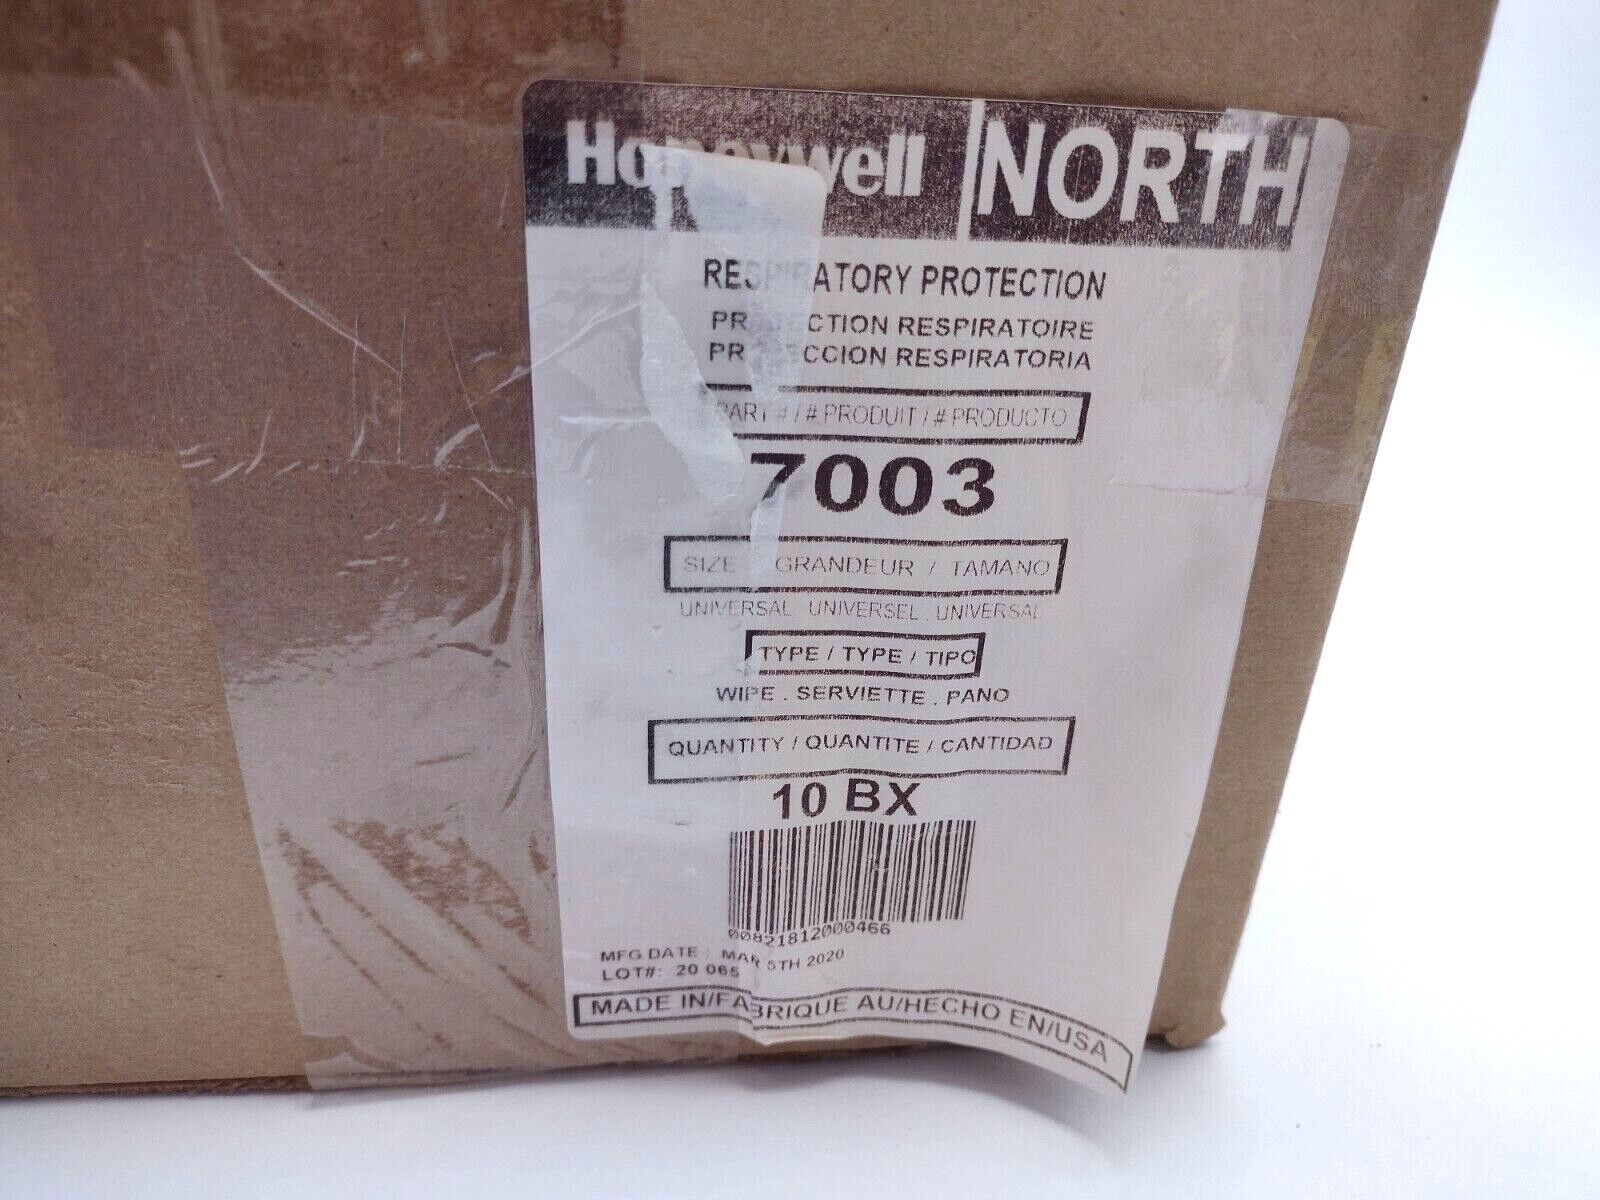 Honeywell NORTH
RESPIRATORY PROTECTION
PROTECTION RESPIRATOIRE
PROTECCION RESPIRATORIA
PART # / # PRODUIT / # PRODUCTO
7003
SIZE / GRANDEUR / TAMANO
UNIVERSAL . UNIVERSEL . UNIVERSAL
TYPE / TYPE / TIPO
WIPE . SERVIETTE . PANO
QUANTITY / QUANTITE / CANTIDAD
10 BX
00821812000466
MFG DATE : MAR 5TH 2020
LOT#: 20 065
MADE IN/FABRIQUE AU/HECHO EN/USA